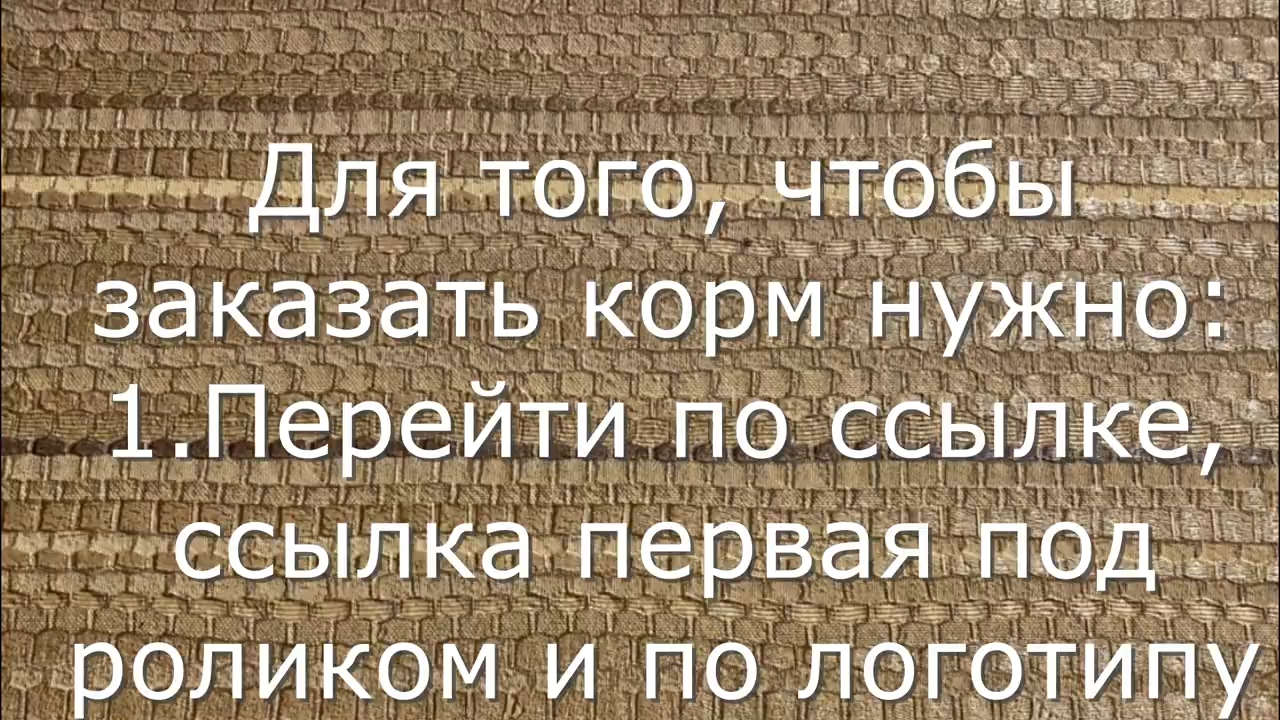 Для того, чтобы
заказать корм нужно:
1.Перейти по ссылке,
ссылка первая под
роликом и по логотипу